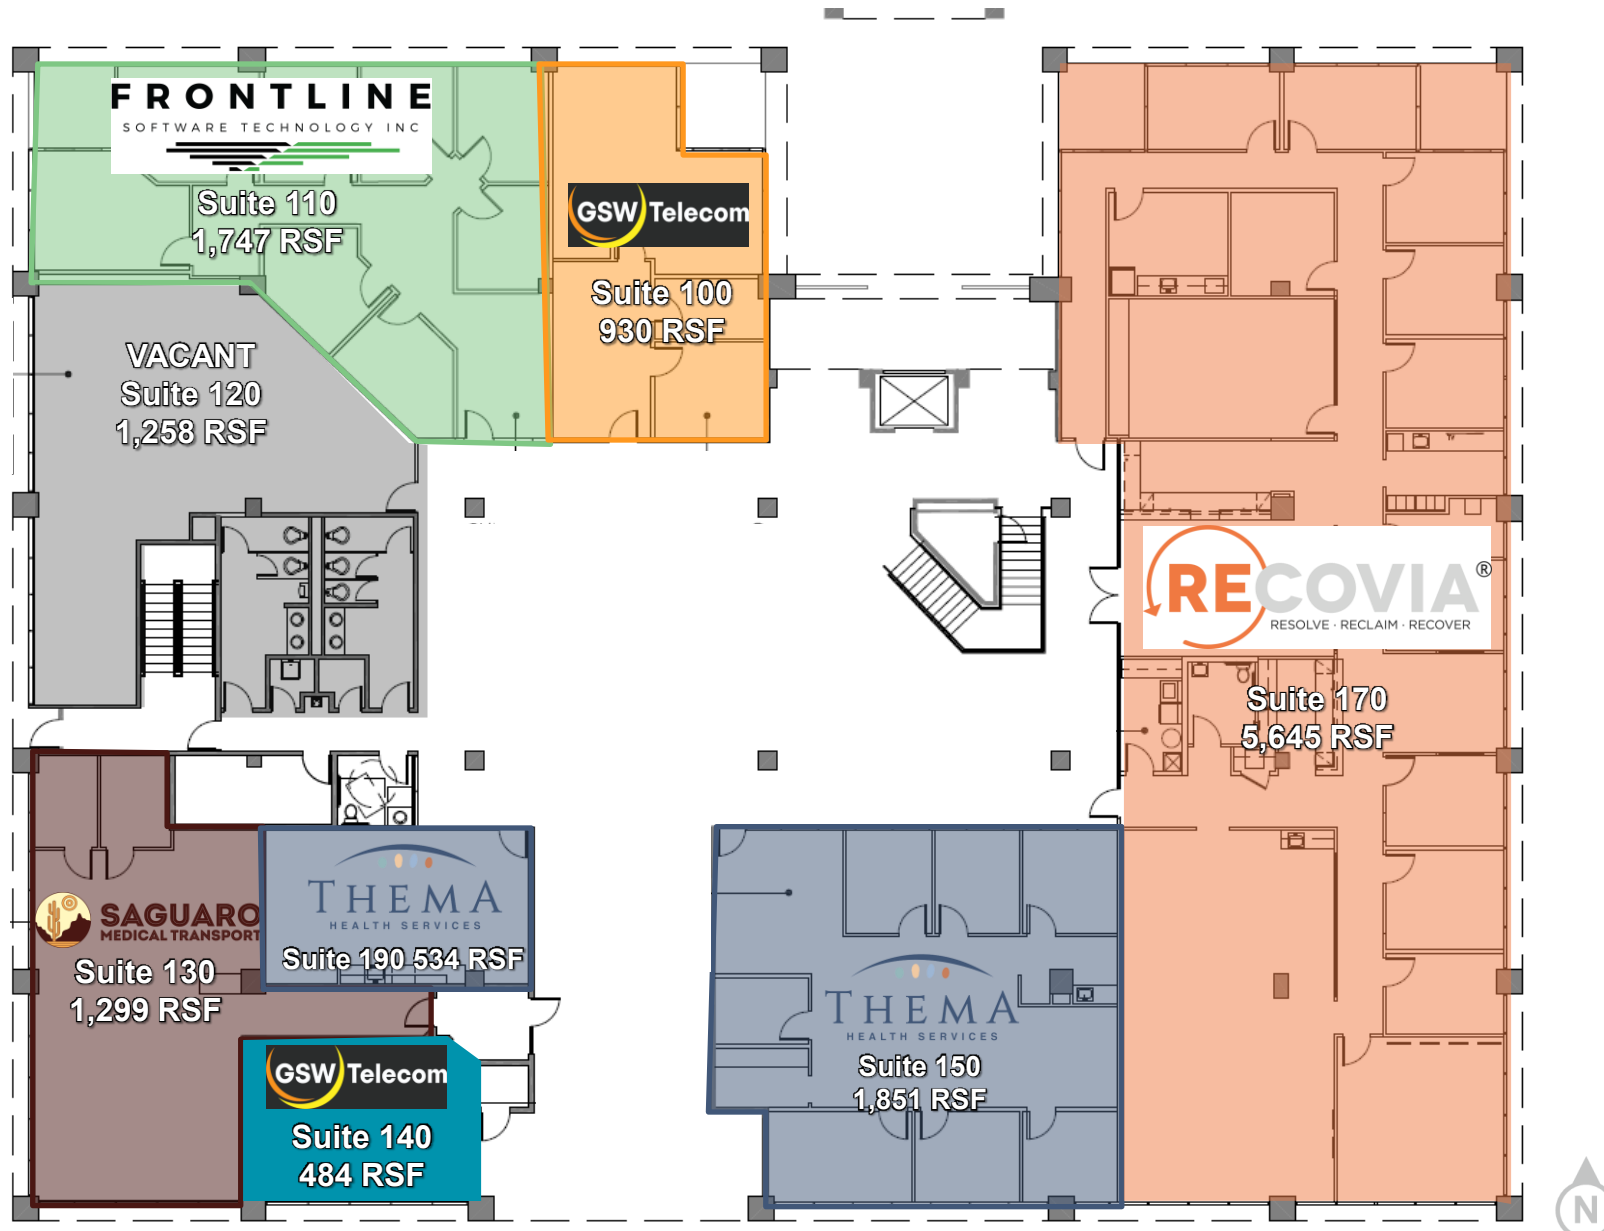 FRONTLINE
SOFTWARE TECHNOLOGY INC
Suite 110
1,747 RSF
GSW Telecom
Suite 100
930 RSF
VACANT
Suite 120
1,258 RSF
RECOVIA®
RESOLVE · RECLAIM · RECOVER
Suite 170
5,645 RSF
THEMA
HEALTH SERVICES
Suite 190 534 RSF
SAGUARO
MEDICAL TRANSPORT
Suite 130
1,299 RSF
THEMA
HEALTH SERVICES
Suite 150
1,851 RSF
GSW Telecom
Suite 140
484 RSF
N